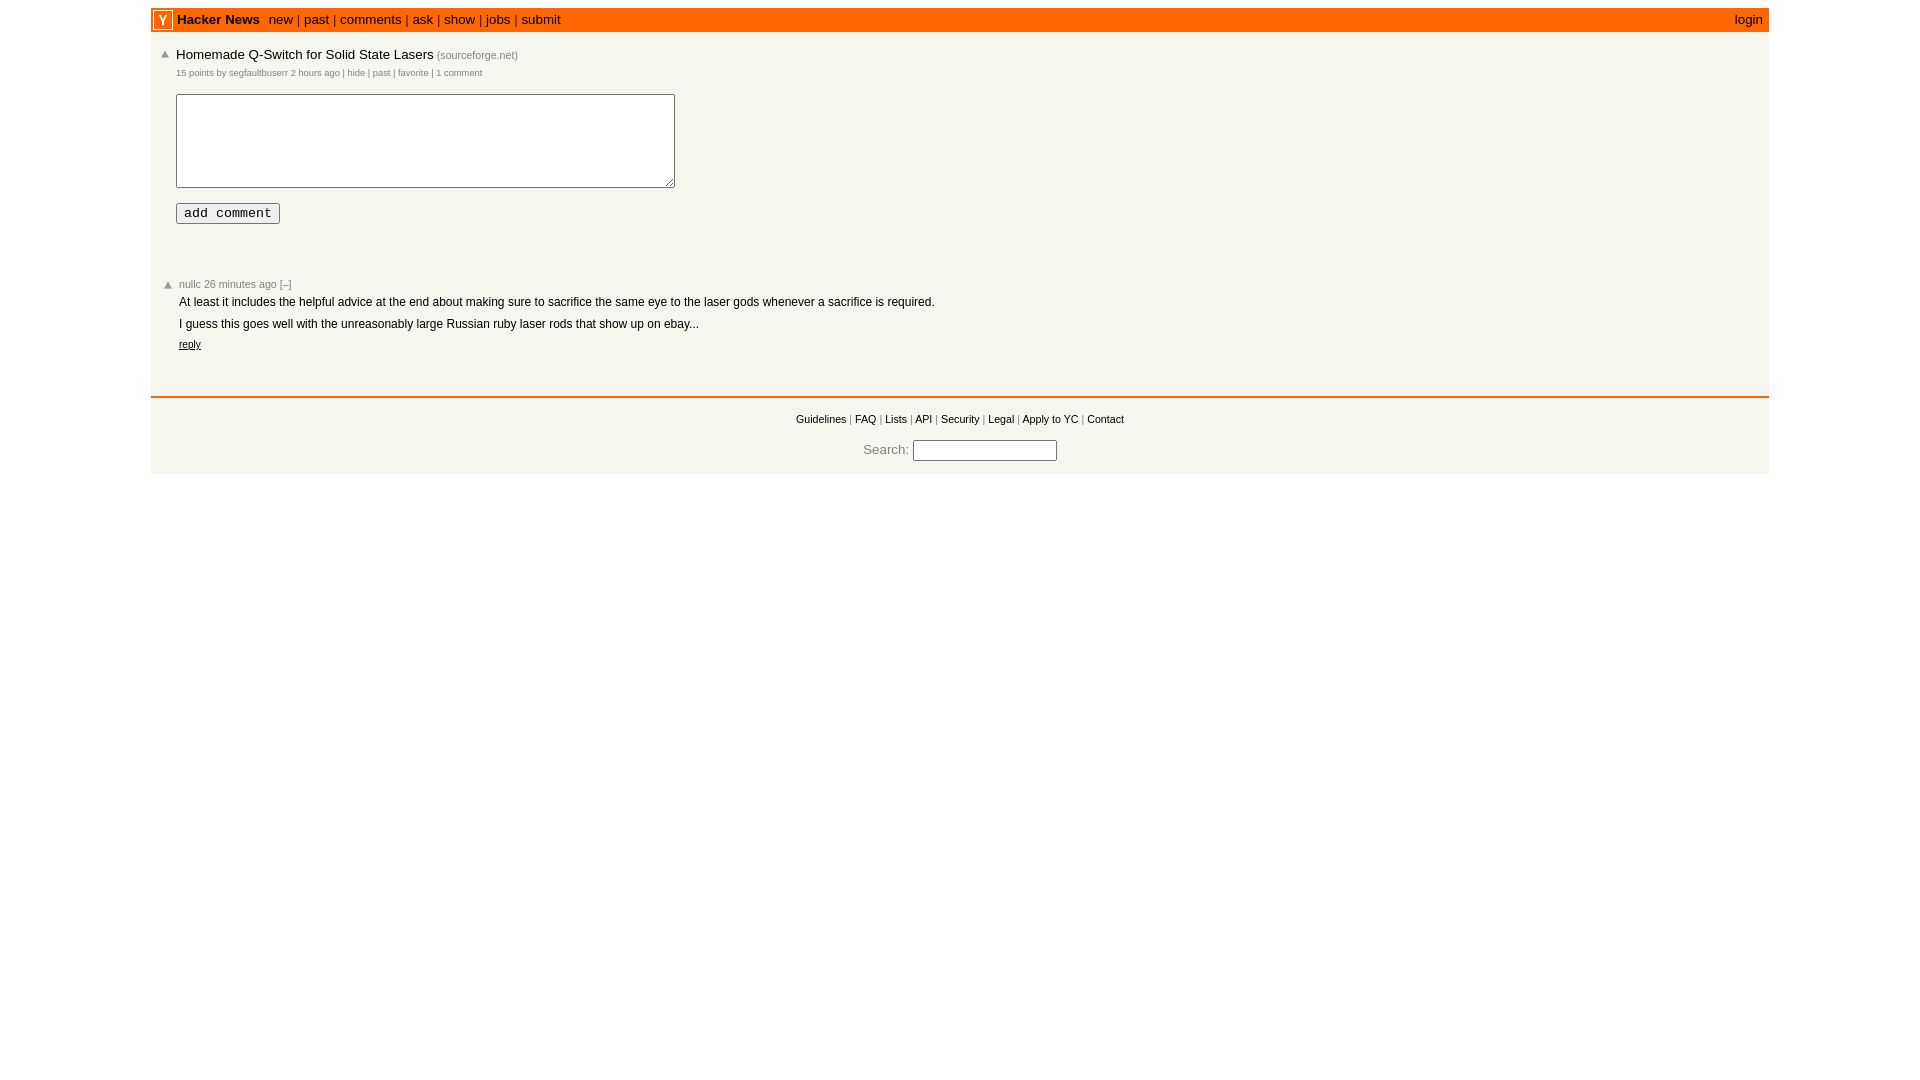 Y Hacker News new | past | comments | ask | show | jobs | submit login
Homemade Q-Switch for Solid State Lasers (sourceforge.net)
15 points by segfaultbuserr 2 hours ago | hide | past | favorite | 1 comment
add comment
nullc 26 minutes ago [–]
At least it includes the helpful advice at the end about making sure to sacrifice the same eye to the laser gods whenever a sacrifice is required.
I guess this goes well with the unreasonably large Russian ruby laser rods that show up on ebay...
reply
Guidelines | FAQ | Lists | API | Security | Legal | Apply to YC | Contact
Search: